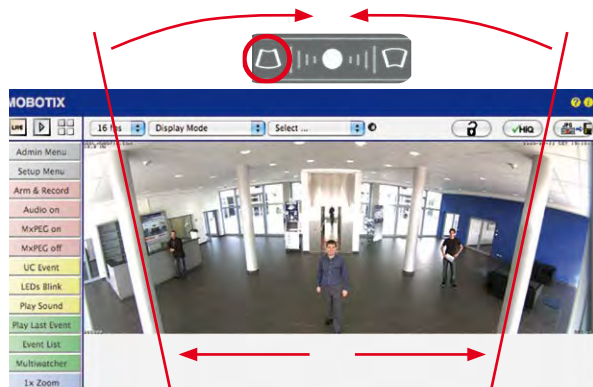 MOBOTIX
LIVE
16 fps
Display Mode
Select ...
HiQ
JPG
Admin Menu
Setup Menu
Arm & Record
Audio on
MxPEG on
MxPEG off
UC Event
LEDs Blink
Play Sound
Play Last Event
Event List
Multiwatcher
1x Zoom